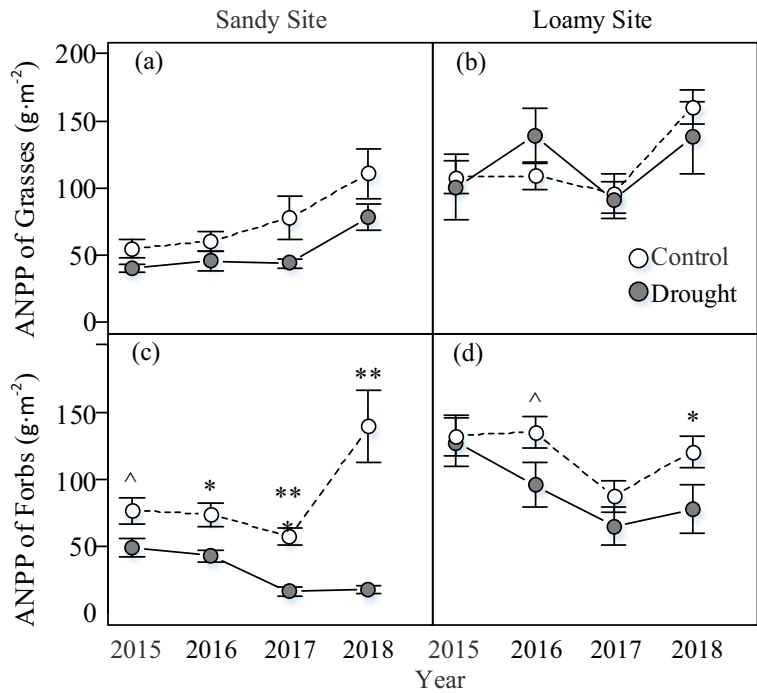 Sandy Site Loamy Site
200
(a) (b)
150
100
50
0
ANPP of Grasses (g·m⁻²)
Control
Drought
(c) (d)
**
^
*
^
*
**
*
150
100
50
0
ANPP of Forbs (g·m⁻²)
2015 2016 2017 2018 2015 2016 2017 2018
Year